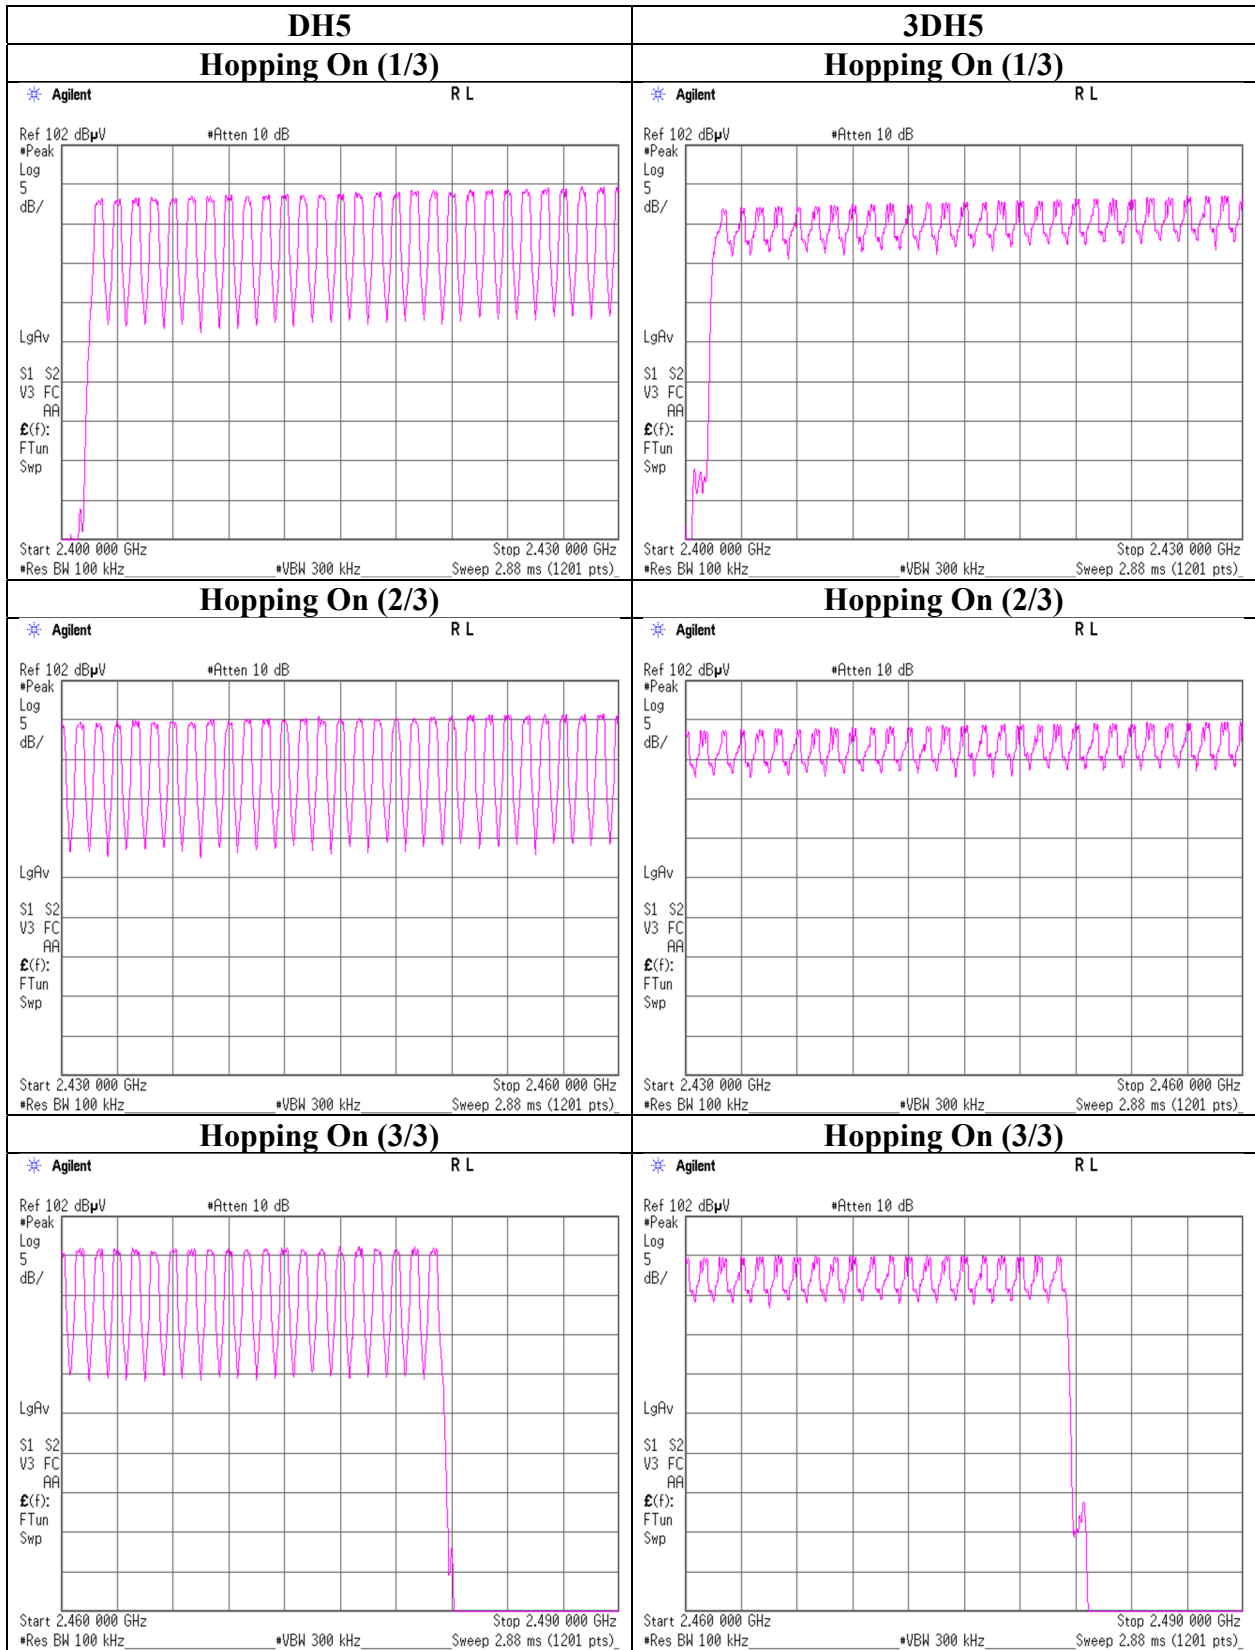 DH5 3DH5
Hopping On (1/3) Hopping On (1/3)
Agilent R L Agilent R L
Ref 102 dBµV #Atten 10 dB Ref 102 dBµV #Atten 10 dB
#Peak #Peak
Log Log
5 5
dB/ dB/
LgAv LgAv
S1 S2 S1 S2
V3 FC V3 FC
AA AA
£(f): £(f):
FTun FTun
Swp Swp
Start 2.400 000 GHz Stop 2.430 000 GHz Start 2.400 000 GHz Stop 2.430 000 GHz
#Res BW 100 kHz #VBW 300 kHz Sweep 2.88 ms (1201 pts) #Res BW 100 kHz #VBW 300 kHz Sweep 2.88 ms (1201 pts)
Hopping On (2/3) Hopping On (2/3)
Agilent R L Agilent R L
Ref 102 dBµV #Atten 10 dB Ref 102 dBµV #Atten 10 dB
#Peak #Peak
Log Log
5 5
dB/ dB/
LgAv LgAv
S1 S2 S1 S2
V3 FC V3 FC
AA AA
£(f): £(f):
FTun FTun
Swp Swp
Start 2.430 000 GHz Stop 2.460 000 GHz Start 2.430 000 GHz Stop 2.460 000 GHz
#Res BW 100 kHz #VBW 300 kHz Sweep 2.88 ms (1201 pts) #Res BW 100 kHz #VBW 300 kHz Sweep 2.88 ms (1201 pts)
Hopping On (3/3) Hopping On (3/3)
Agilent R L Agilent R L
Ref 102 dBµV #Atten 10 dB Ref 102 dBµV #Atten 10 dB
#Peak #Peak
Log Log
5 5
dB/ dB/
LgAv LgAv
S1 S2 S1 S2
V3 FC V3 FC
AA AA
£(f): £(f):
FTun FTun
Swp Swp
Start 2.460 000 GHz Stop 2.490 000 GHz Start 2.460 000 GHz Stop 2.490 000 GHz
#Res BW 100 kHz #VBW 300 kHz Sweep 2.88 ms (1201 pts) #Res BW 100 kHz #VBW 300 kHz Sweep 2.88 ms (1201 pts)